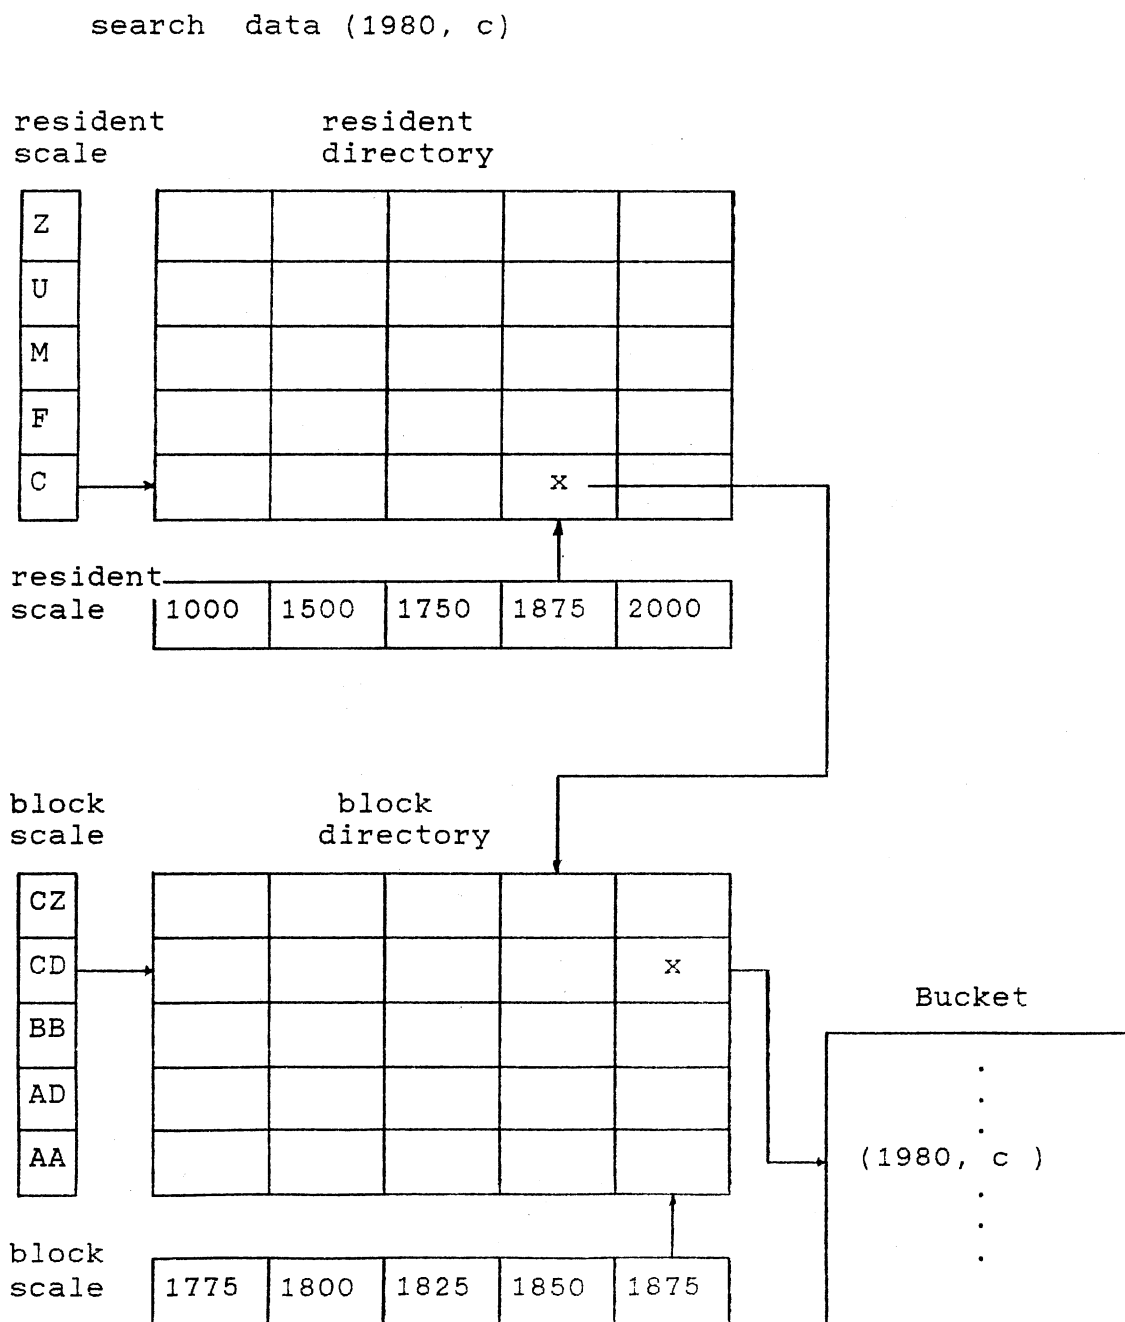 search data (1980, c)
resident scale
resident directory
Z
U
M
F
C
x
resident scale
1000 1500 1750 1875 2000
block scale
block directory
CZ
CD
x
BB
AD
AA
Bucket
.
.
.
(1980, c )
.
.
.
block scale
1775 1800 1825 1850 1875